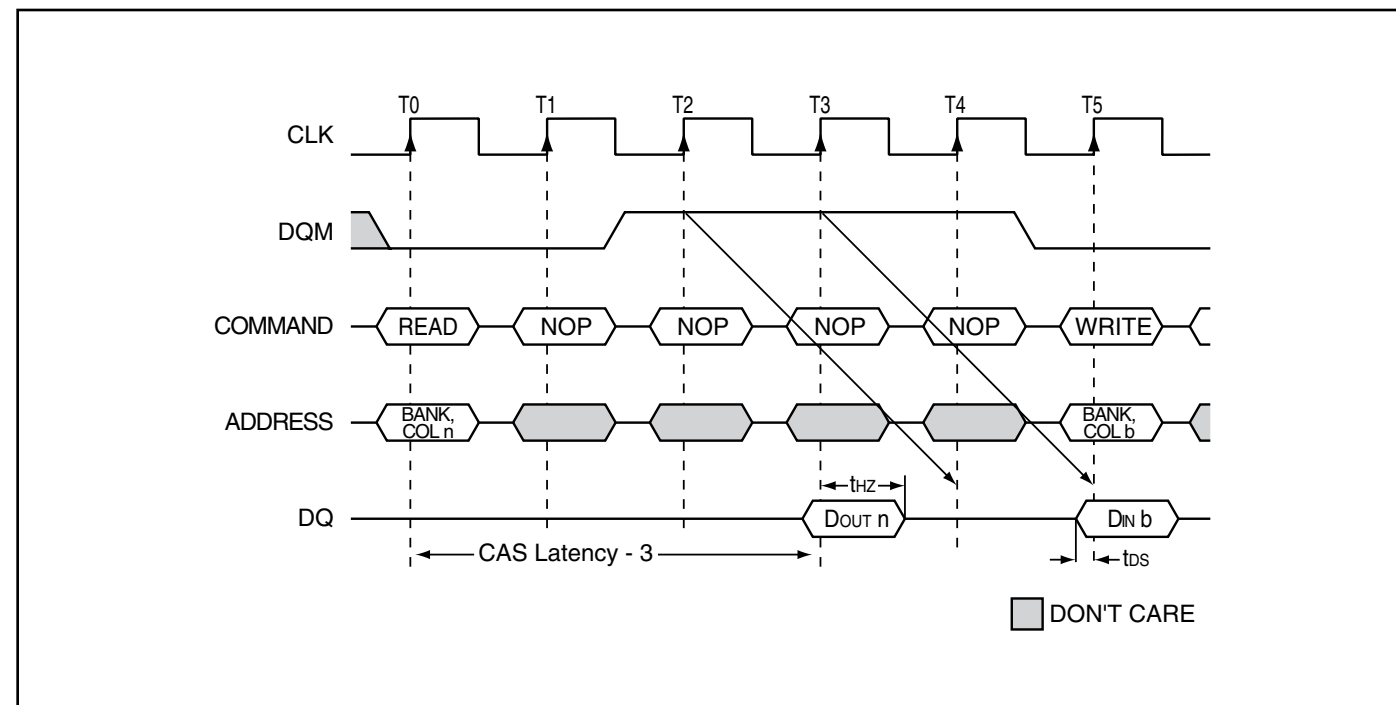 T0 T1 T2 T3 T4 T5
CLK
DQM
COMMAND READ NOP NOP NOP NOP WRITE
ADDRESS BANK, COL n BANK, COL b
tHZ
DQ DOUT n DIN b
CAS Latency - 3 tDS
DON'T CARE